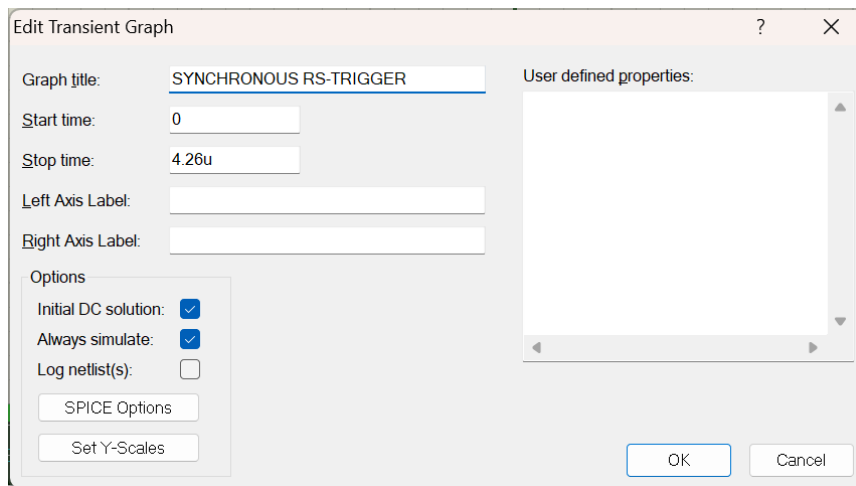 Edit Transient Graph
?
Graph title: SYNCHRONOUS RS-TRIGGER
Start time: 0
Stop time: 4.26u
Left Axis Label:
Right Axis Label:
Options
Initial DC solution:
Always simulate:
Log netlist(s):
SPICE Options
Set Y-Scales
User defined properties:
OK Cancel